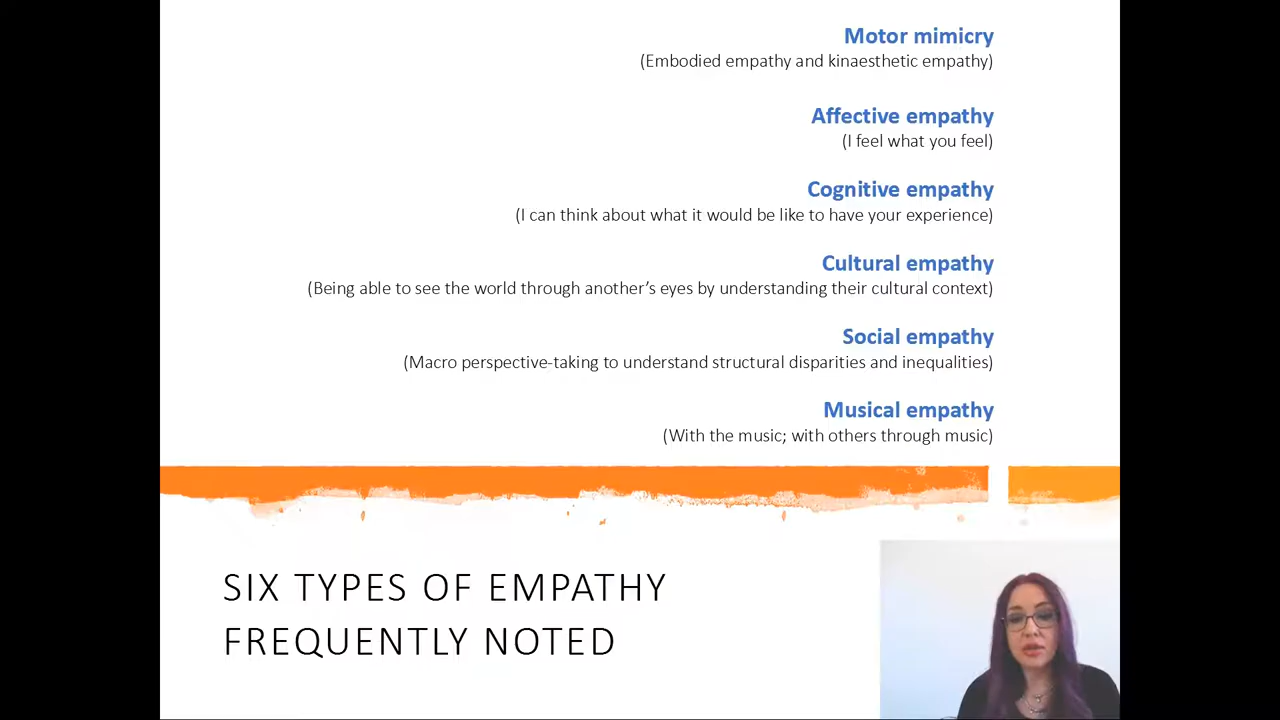 Motor mimicry
(Embodied empathy and kinaesthetic empathy)
Affective empathy
(I feel what you feel)
Cognitive empathy
(I can think about what it would be like to have your experience)
Cultural empathy
(Being able to see the world through another’s eyes by understanding their cultural context)
Social empathy
(Macro perspective-taking to understand structural disparities and inequalities)
Musical empathy
(With the music; with others through music)
SIX TYPES OF EMPATHY
FREQUENTLY NOTED